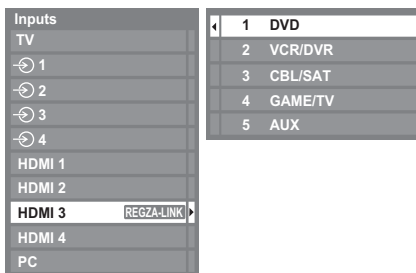 Inputs
TV
1
2
3
4
HDMI 1
HDMI 2
HDMI 3 REGZA-LINK
HDMI 4
PC
1 DVD
2 VCR/DVR
3 CBL/SAT
4 GAME/TV
5 AUX